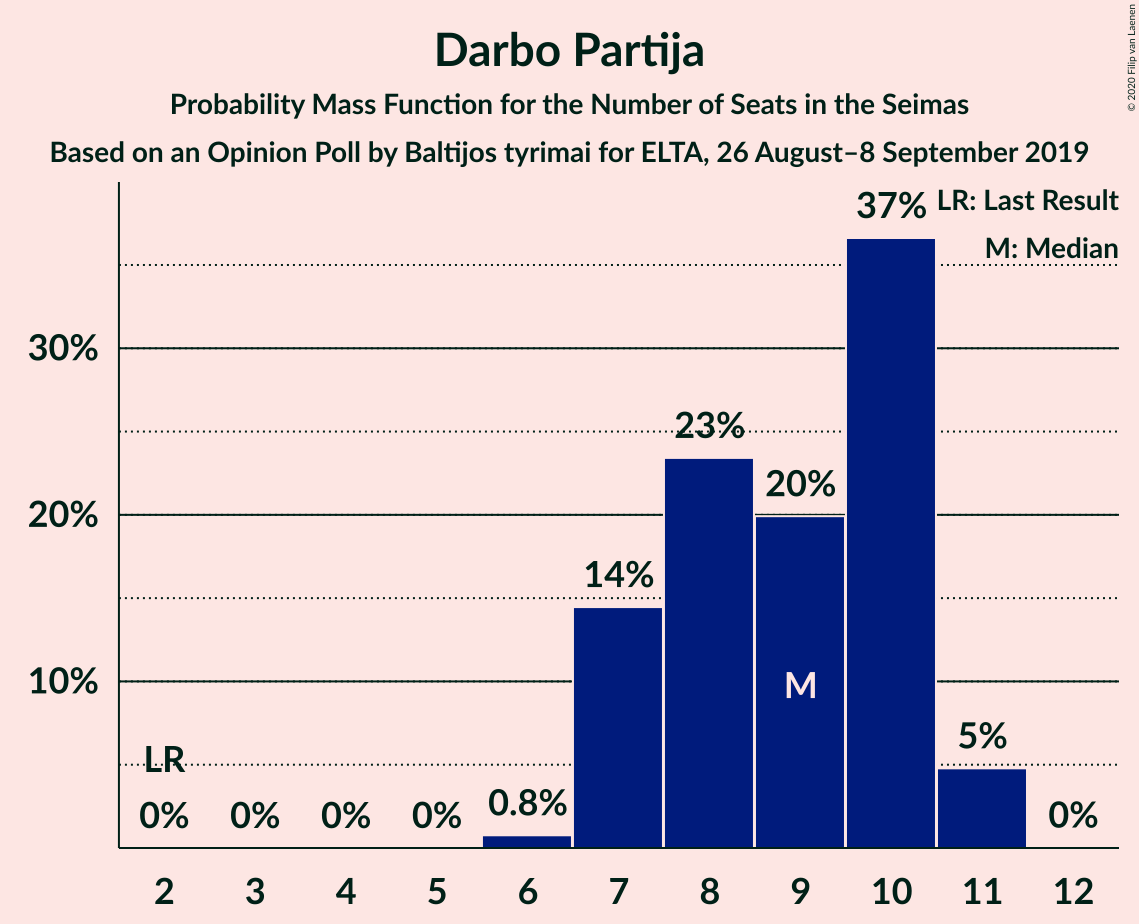 Darbo Partija
Probability Mass Function for the Number of Seats in the Seimas
Based on an Opinion Poll by Baltijos tyrimai for ELTA, 26 August–8 September 2019
© 2020 Filip van Laenen
LR: Last Result
M: Median
37%
30%
23%
20%
20%
14%
10%
M
LR
5%
0%
0%
0%
0%
0.8%
0%
2 3 4 5 6 7 8 9 10 11 12